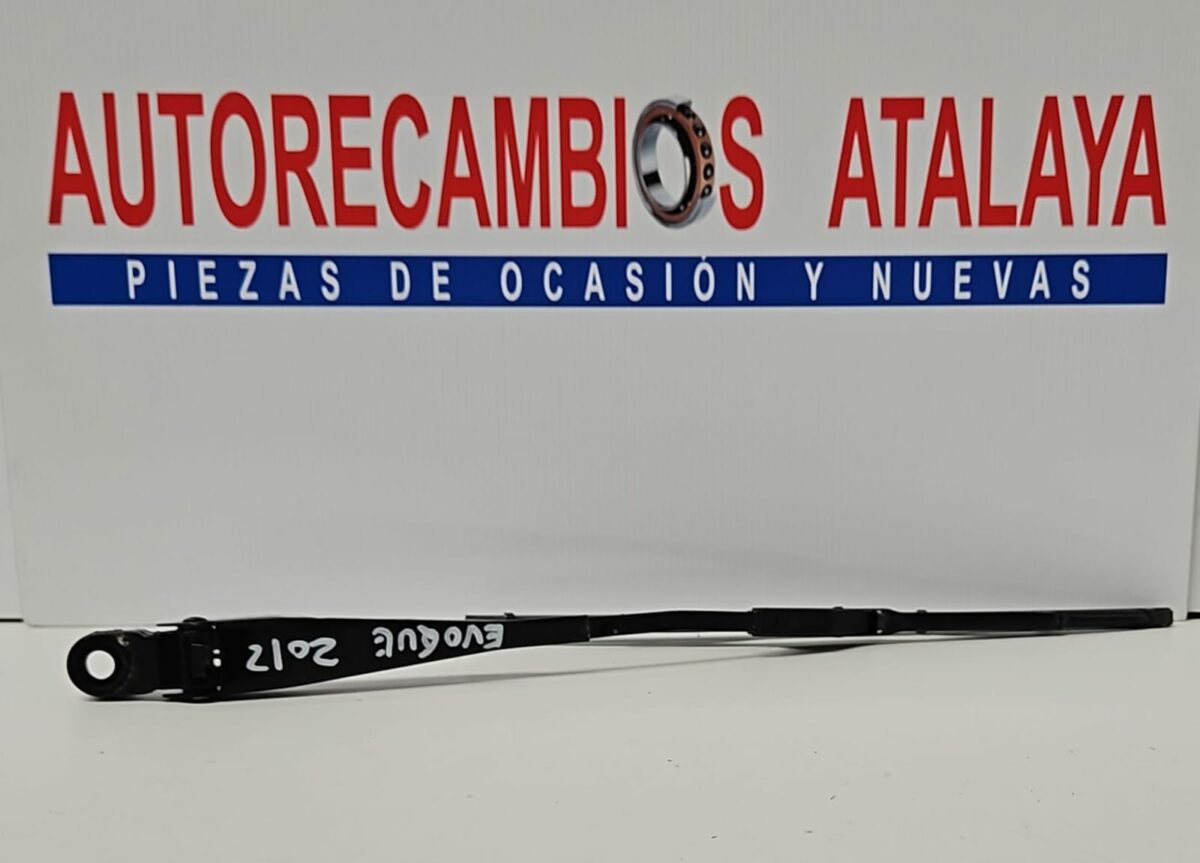 AUTORECAMBIOS ATALAYA
PIEZAS DE OCASIÓN Y NUEVAS
EVOQUE 2012